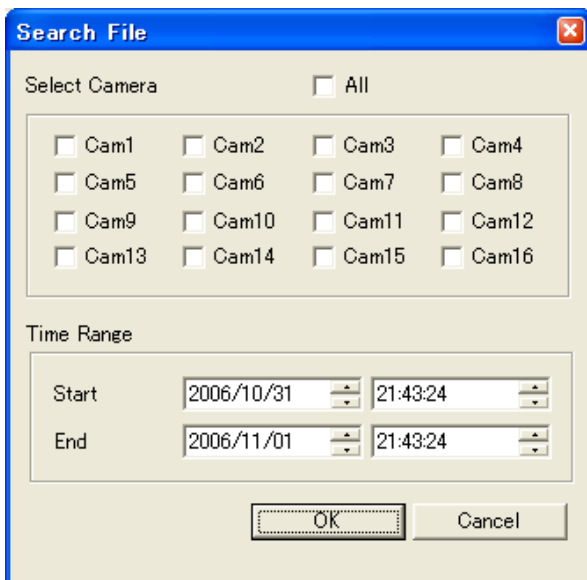 Search File
Select Camera All
Cam1 Cam2 Cam3 Cam4
Cam5 Cam6 Cam7 Cam8
Cam9 Cam10 Cam11 Cam12
Cam13 Cam14 Cam15 Cam16
Time Range
Start 2006/10/31 21:43:24
End 2006/11/01 21:43:24
OK Cancel